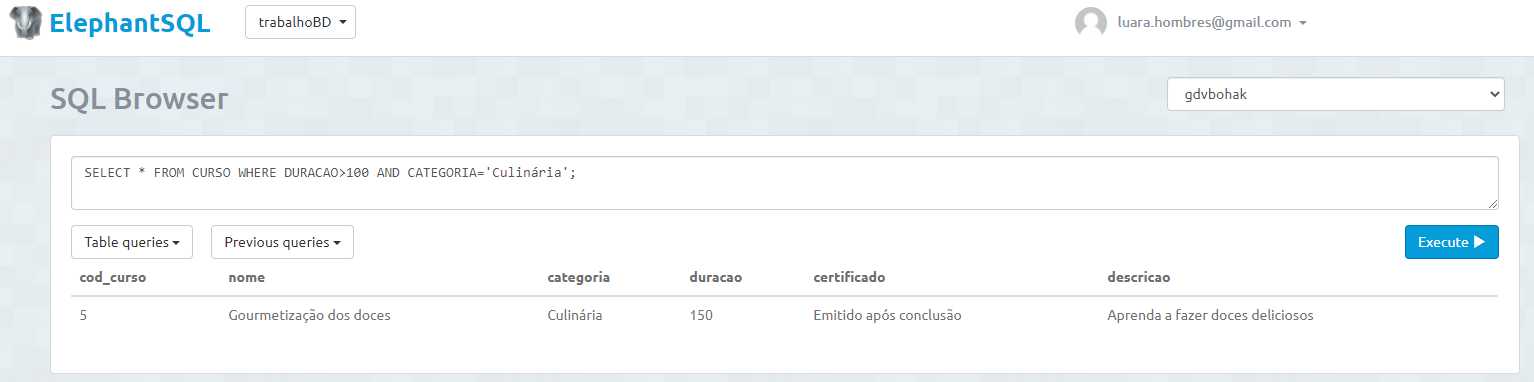 ElephantSQL trabalhoBD luara.hombres@gmail.com
SQL Browser gdvbohak
SELECT * FROM CURSO WHERE DURACAO>100 AND CATEGORIA='Culinária';
Table queries Previous queries Execute
cod_curso nome categoria duracao certificado descricao
5 Gourmetização dos doces Culinária 150 Emitido após conclusão Aprenda a fazer doces deliciosos